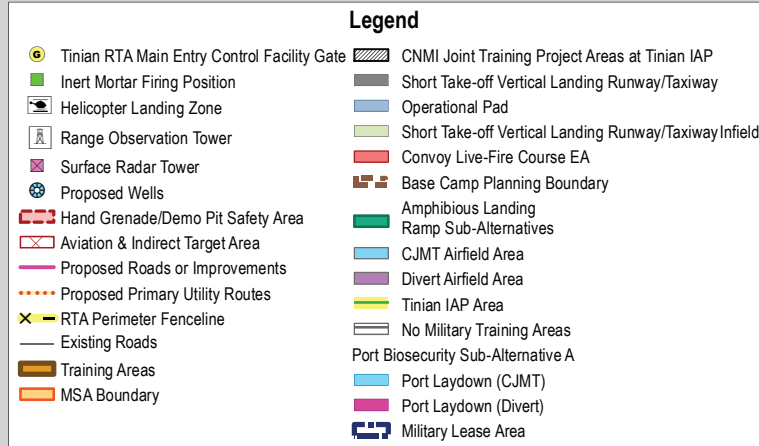 Legend
G
Tinian RTA Main Entry Control Facility Gate
Inert Mortar Firing Position
Helicopter Landing Zone
Range Observation Tower
Surface Radar Tower
Proposed Wells
Hand Grenade/Demo Pit Safety Area
Aviation & Indirect Target Area
Proposed Roads or Improvements
Proposed Primary Utility Routes
RTA Perimeter Fenceline
Existing Roads
Training Areas
MSA Boundary
CNMI Joint Training Project Areas at Tinian IAP
Short Take-off Vertical Landing Runway/Taxiway
Operational Pad
Short Take-off Vertical Landing Runway/Taxiway Infield
Convoy Live-Fire Course EA
Base Camp Planning Boundary
Amphibious Landing
Ramp Sub-Alternatives
CJMT Airfield Area
Divert Airfield Area
Tinian IAP Area
No Military Training Areas
Port Biosecurity Sub-Alternative A
Port Laydown (CJMT)
Port Laydown (Divert)
Military Lease Area